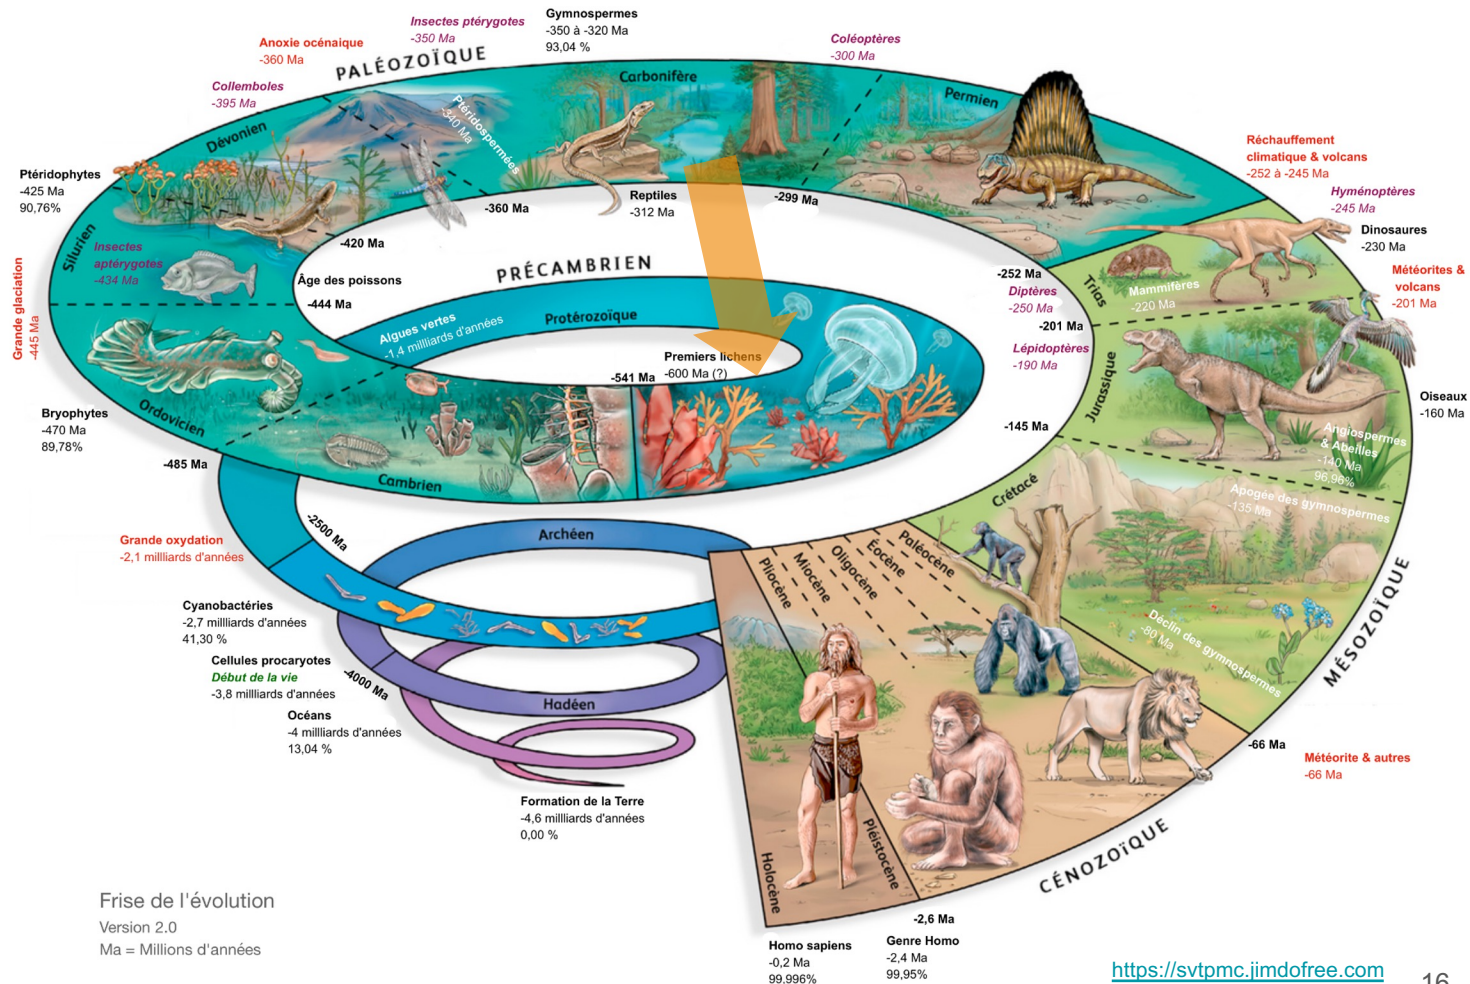 Insectes ptérygotes
-350 Ma
Gymnospermes
-350 à -320 Ma
93,04 %
Anoxie océnaique
-360 Ma
PALÉOZOÏQUE
Coléoptères
-300 Ma
Collemboles
-395 Ma
Carbonifère
Permien
Dévonien
Ptéridospermées
-340 Ma
Réchauffement
climatique & volcans
-252 à -245 Ma
Ptéridophytes
-425 Ma
90,76%
Hyménoptères
-245 Ma
Reptiles
-312 Ma
-299 Ma
-360 Ma
Dinosaures
-230 Ma
Silurien
Insectes
aptérygotes
-434 Ma
-420 Ma
PRÉCAMBRIEN
-252 Ma
Trias
Mammifères
-220 Ma
Météorites &
volcans
-201 Ma
Âge des poissons
-444 Ma
Diptères
-250 Ma
-201 Ma
Grande glaciation
-445 Ma
Algues vertes
-1,4 millliards d'années
Protérozoïque
Lépidoptères
-190 Ma
Jurassique
Premiers lichens
-600 Ma (?)
-541 Ma
Oiseaux
-160 Ma
Bryophytes
-470 Ma
89,78%
Ordovicien
-145 Ma
Angiospermes
& Abeilles
-140 Ma
96,96%
-485 Ma
Cambrien
Crétacé
Apogée des gymnospermes
-135 Ma
-2500 Ma
Grande oxydation
-2,1 millliards d'années
Archéen
Paléocène
Éocène
Oligocène
Miocène
Pliocène
MÉSOZOÏQUE
Cyanobactéries
-2,7 millliards d'années
41,30 %
Déclin des gymnospermes
-80 Ma
Cellules procaryotes
Début de la vie
-3,8 millliards d'années
-4000 Ma
Hadéen
Océans
-4 millliards d'années
13,04 %
-66 Ma
Météorite & autres
-66 Ma
Formation de la Terre
-4,6 millliards d'années
0,00 %
Pléistocène
Holocène
CÉNOZOÏQUE
Frise de l'évolution
Version 2.0
Ma = Millions d'années
-2,6 Ma
Homo sapiens
-0,2 Ma
99,996%
Genre Homo
-2,4 Ma
99,95%
https://svtpmc.jimdofree.com
16